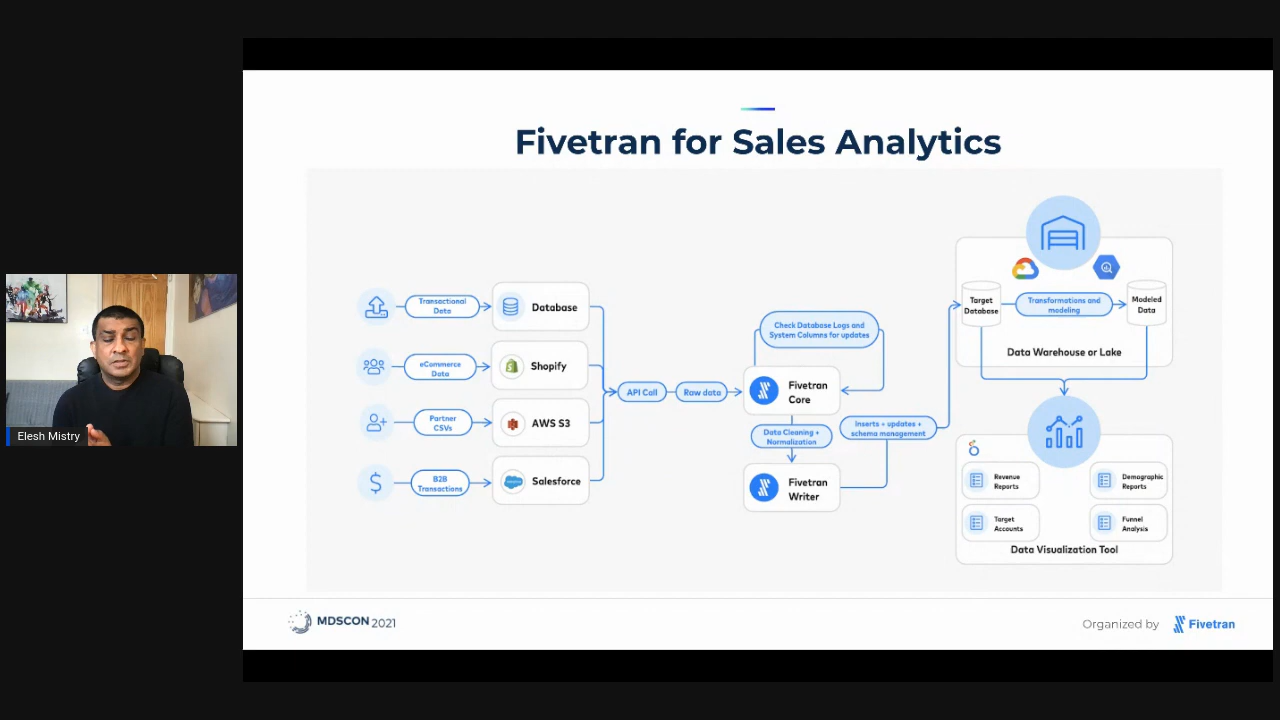 Fivetran for Sales Analytics
Transactional
Data
Database
eCommerce
Data
Shopify
Partner
CSVs
AWS S3
B2B
Transactions
Salesforce
API Call
Raw data
Check Database Logs and
System Columns for updates
Fivetran
Core
Data Cleaning +
Normalization
Fivetran
Writer
Inserts + updates +
schema management
Target
Database
Transformations and
modeling
Modeled
Data
Data Warehouse or Lake
Revenue
Reports
Demographic
Reports
Target
Accounts
Funnel
Analysis
Data Visualization Tool
Elesh Mistry
MDSCON 2021
Organized by Fivetran